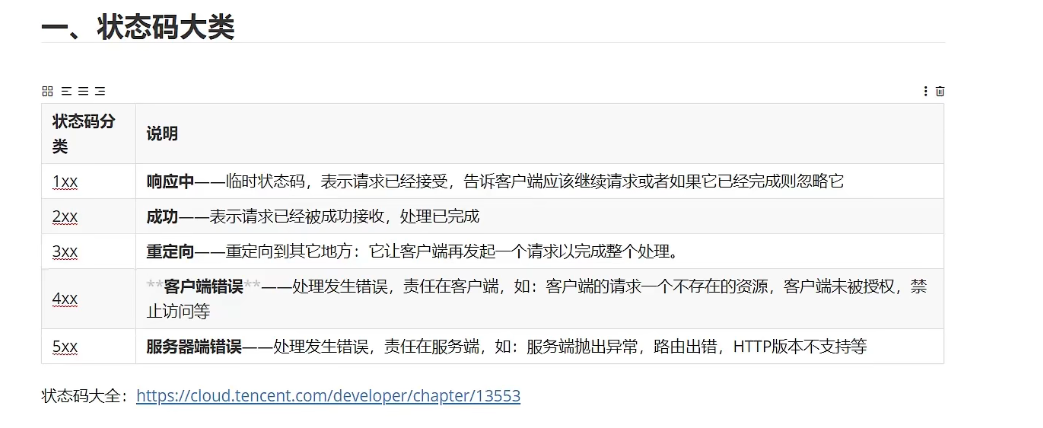 一、状态码大类
状态码分
类
说明
1xx
响应中——临时状态码，表示请求已经接受，告诉客户端应该继续请求或者如果它已经完成则忽略它
2xx
成功——表示请求已经被成功接收，处理已完成
3xx
重定向——重定向到其它地方：它让客户端再发起一个请求以完成整个处理。
4xx
**客户端错误**——处理发生错误，责任在客户端，如：客户端的请求一个不存在的资源，客户端未被授权，禁
止访问等
5xx
服务器端错误——处理发生错误，责任在服务端，如：服务端抛出异常，路由出错，HTTP版本不支持等
状态码大全：https://cloud.tencent.com/developer/chapter/13553